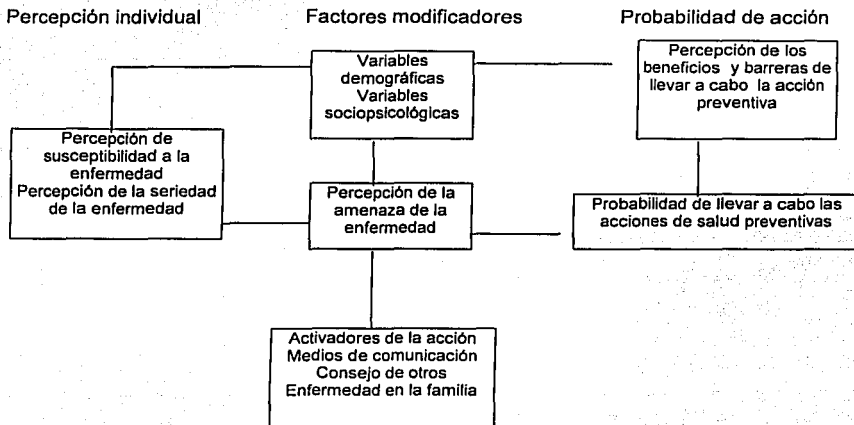 Percepción individual
Factores modificadores
Probabilidad de acción
Variables
demográficas
Variables
sociopsicológicas
Percepción de los
beneficios y barreras de
llevar a cabo la acción
preventiva
Percepción de
susceptibilidad a la
enfermedad
Percepción de la seriedad
de la enfermedad
Percepción de la
amenaza de la
enfermedad
Probabilidad de llevar a cabo las
acciones de salud preventivas
Activadores de la acción
Medios de comunicación
Consejo de otros
Enfermedad en la familia